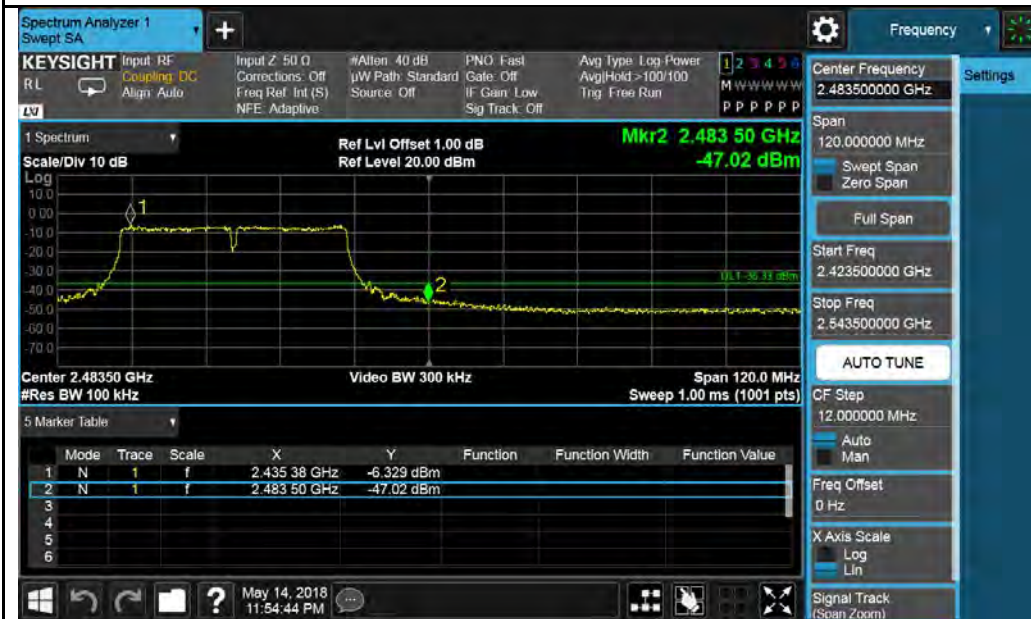 Spectrum Analyzer 1
Swept SA
+
Frequency
KEYSIGHT Input: RF Input Z: 50 Ω #Atten: 40 dB PNO: Fast Avg Type: Log-Power 1 2 3 4 5 6
RL Coupling: DC Corrections: Off µW Path: Standard Gate: Off Avg|Hold:>100/100 M W W W W W
Align: Auto Freq Ref: Int (S) Source: Off IF Gain: Low Trig: Free Run
NFE: Adaptive Sig Track: Off P P P P P P
LXI
1 Spectrum
Scale/Div 10 dB
Ref Lvl Offset 1.00 dB
Ref Level 20.00 dBm
Mkr2 2.483 50 GHz
-47.02 dBm
Log
10.0
0.00
-10.0
-20.0
-30.0
-40.0
-50.0
-60.0
-70.0
1
2
DL1 -36.33 dBm
Center 2.48350 GHz Video BW 300 kHz Span 120.0 MHz
#Res BW 100 kHz Sweep 1.00 ms (1001 pts)
5 Marker Table
Mode Trace Scale X Y Function Function Width Function Value
1 N 1 f 2.435 38 GHz -6.329 dBm
2 N 1 f 2.483 50 GHz -47.02 dBm
3
4
5
6
?
May 14, 2018
11:54:44 PM
Center Frequency
2.483500000 GHz
Settings
Span
120.000000 MHz
Swept Span
Zero Span
Full Span
Start Freq
2.423500000 GHz
Stop Freq
2.543500000 GHz
AUTO TUNE
CF Step
12.000000 MHz
Auto
Man
Freq Offset
0 Hz
X Axis Scale
Log
Lin
Signal Track
(Span Zoom)